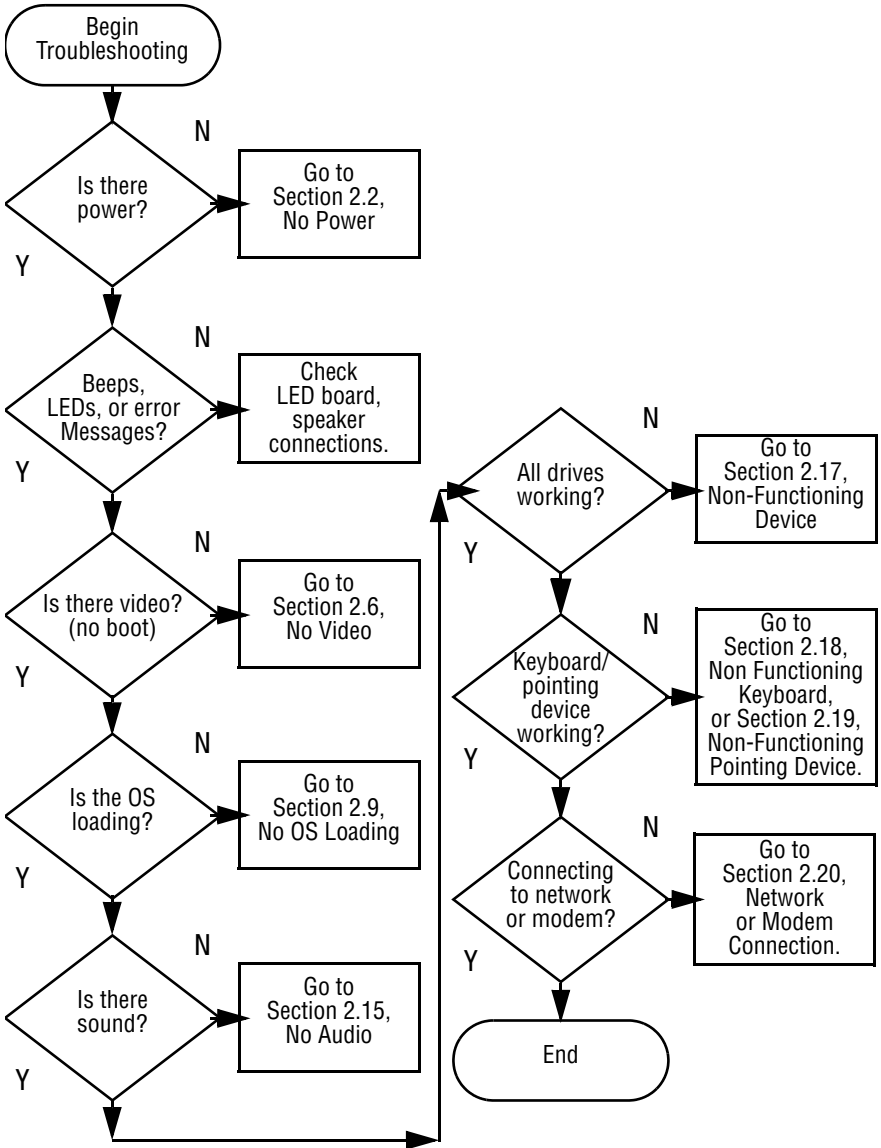 Begin
Troubleshooting
N
Is there
power?
Go to
Section 2.2,
No Power
Y
N
Beeps,
LEDs, or error
Messages?
Check
LED board,
speaker
connections.
Y
N
Is there video?
(no boot)
Go to
Section 2.6,
No Video
Y
N
Is the OS
loading?
Go to
Section 2.9,
No OS Loading
Y
N
Is there
sound?
Go to
Section 2.15,
No Audio
Y
N
All drives
working?
Go to
Section 2.17,
Non-Functioning
Device
Y
N
Keyboard/
pointing
device
working?
Go to
Section 2.18,
Non Functioning
Keyboard,
or Section 2.19,
Non-Functioning
Pointing Device.
Y
N
Connecting
to network
or modem?
Go to
Section 2.20,
Network
or Modem
Connection.
Y
End